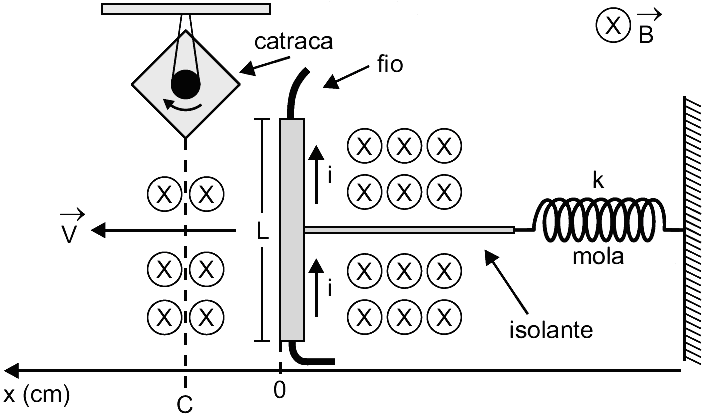 B
catraca
fio
X X X
i
k
X X
X X X
V
L
mola
X X
i
X X X
isolante
X X
X X X
x (cm)
C
0
X